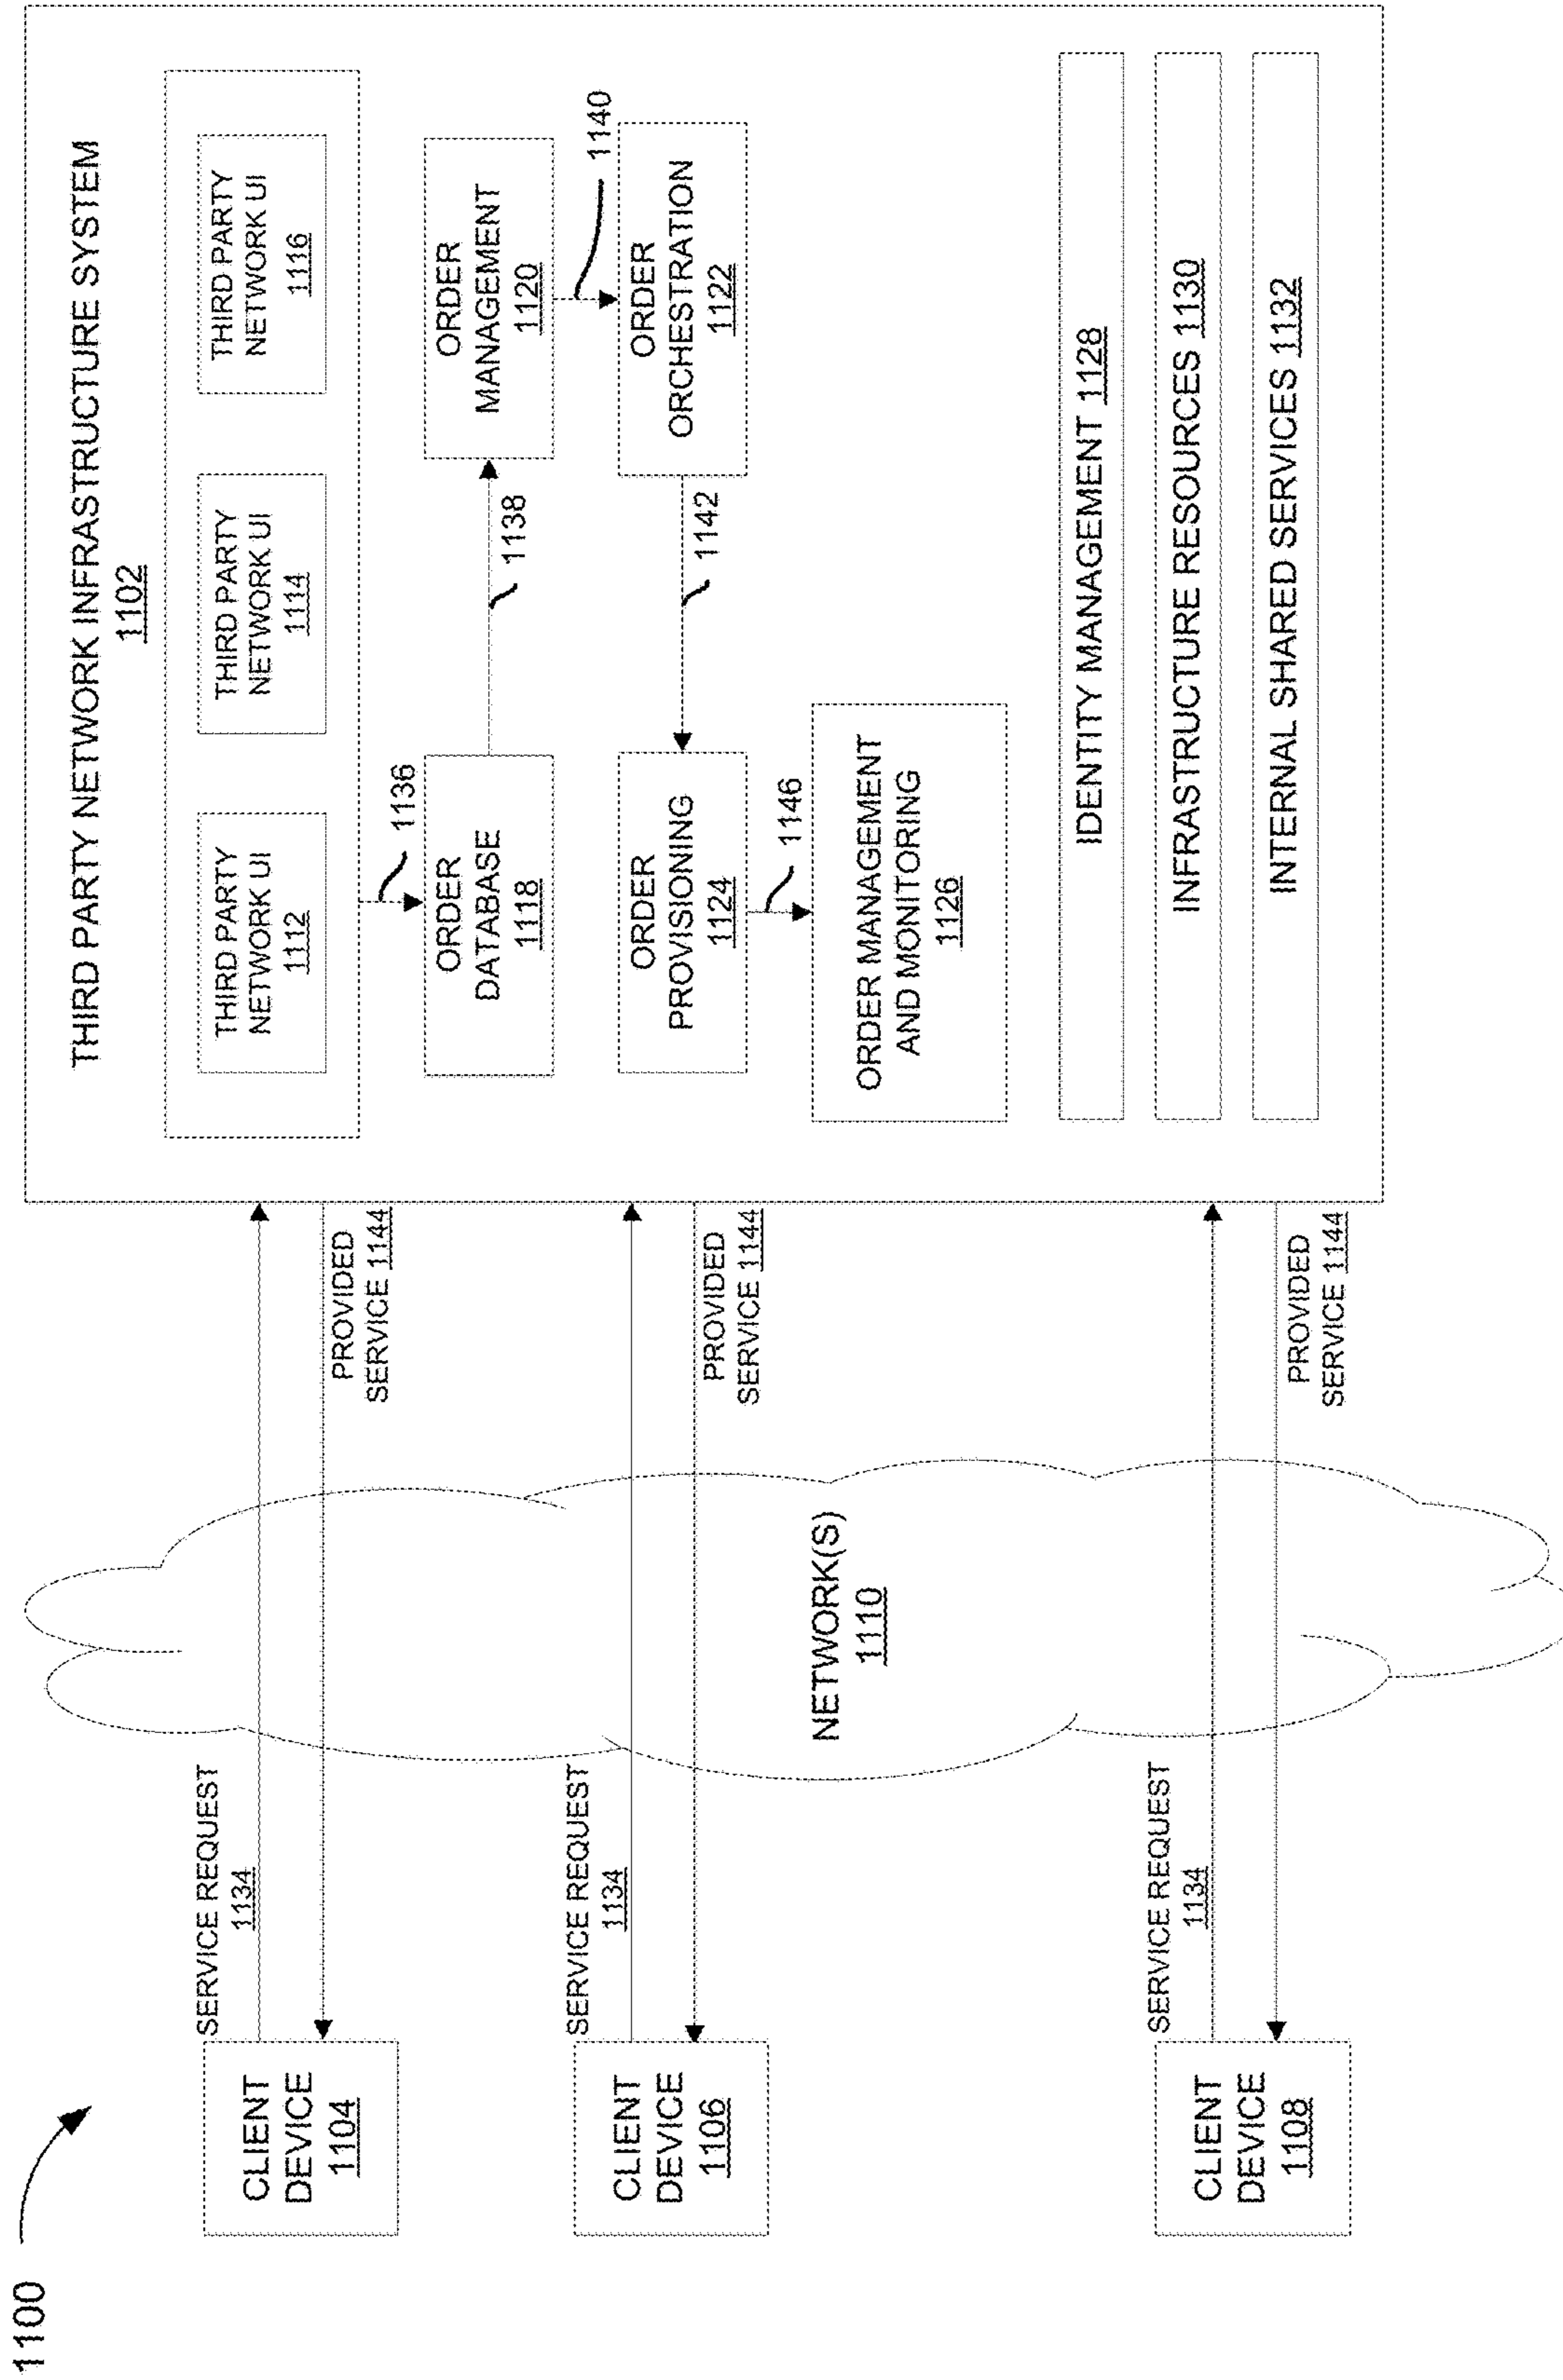 1100
CLIENT
DEVICE
1104
CLIENT
DEVICE
1106
CLIENT
DEVICE
1108
SERVICE REQUEST
1134
SERVICE REQUEST
1134
SERVICE REQUEST
1134
NETWORK(S)
1110
PROVIDED
SERVICE 1144
PROVIDED
SERVICE 1144
PROVIDED
SERVICE 1144
THIRD PARTY NETWORK INFRASTRUCTURE SYSTEM
1102
THIRD PARTY
NETWORK UI
1112
THIRD PARTY
NETWORK UI
1114
THIRD PARTY
NETWORK UI
1116
1136
ORDER
DATABASE
1118
1138
ORDER
MANAGEMENT
1120
1140
ORDER
PROVISIONING
1124
1142
ORDER
ORCHESTRATION
1122
1146
ORDER MANAGEMENT
AND MONITORING
1126
IDENTITY MANAGEMENT 1128
INFRASTRUCTURE RESOURCES 1130
INTERNAL SHARED SERVICES 1132